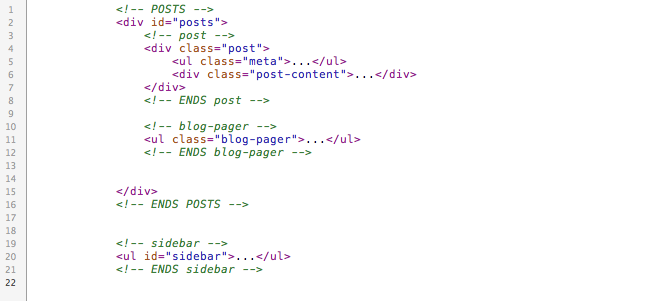 1 <!-- POSTS -->
2 <div id="posts">
3 <!-- post -->
4 <div class="post">
5 <ul class="meta">...</ul>
6 <div class="post-content">...</div>
7 </div>
8 <!-- ENDS post -->
9
10 <!-- blog-pager -->
11 <ul class="blog-pager">...</ul>
12 <!-- ENDS blog-pager -->
13
14
15 </div>
16 <!-- ENDS POSTS -->
17
18
19 <!-- sidebar -->
20 <ul id="sidebar">...</ul>
21 <!-- ENDS sidebar -->
22